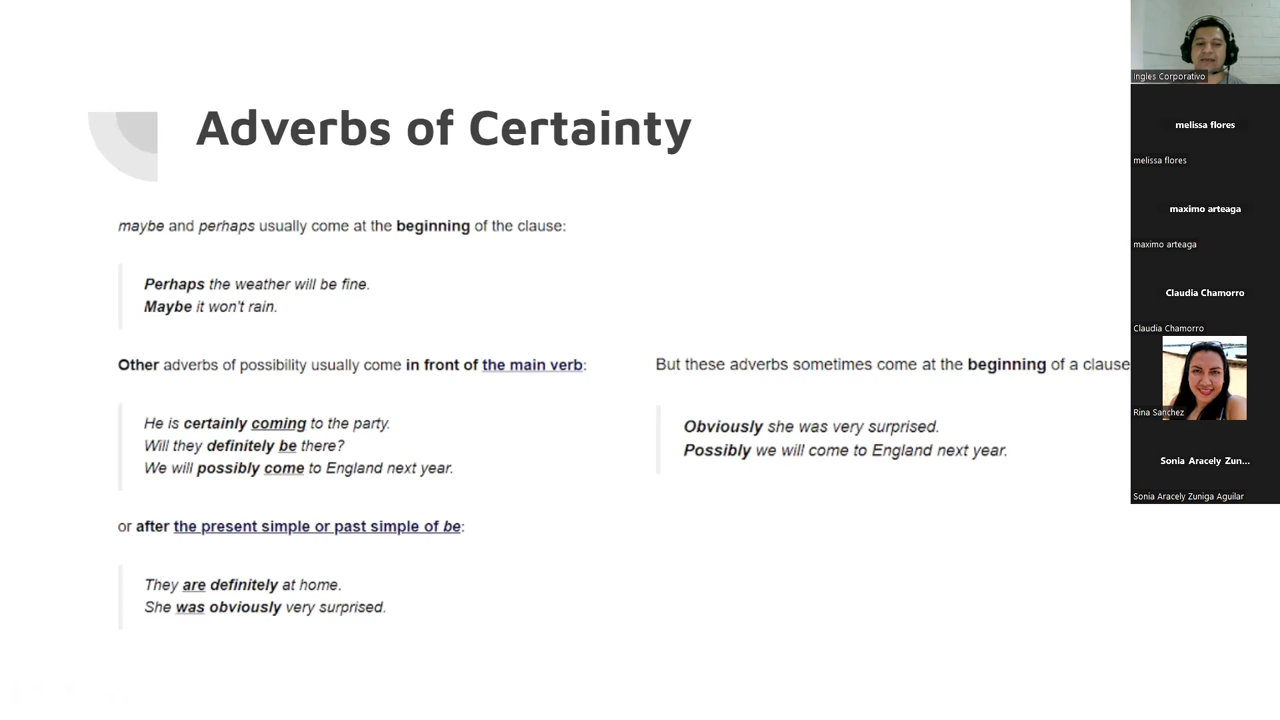 Adverbs of Certainty
maybe and perhaps usually come at the beginning of the clause:
Perhaps the weather will be fine.
Maybe it won't rain.
Other adverbs of possibility usually come in front of the main verb:
He is certainly coming to the party.
Will they definitely be there?
We will possibly come to England next year.
or after the present simple or past simple of be:
They are definitely at home.
She was obviously very surprised.
But these adverbs sometimes come at the beginning of a clause
Obviously she was very surprised.
Possibly we will come to England next year.
Ingles Corporativo
melissa flores
melissa flores
maximo arteaga
maximo arteaga
Claudia Chamorro
Claudia Chamorro
Rina Sanchez
Sonia Aracely Zun...
Sonia Aracely Zuniga Aguilar